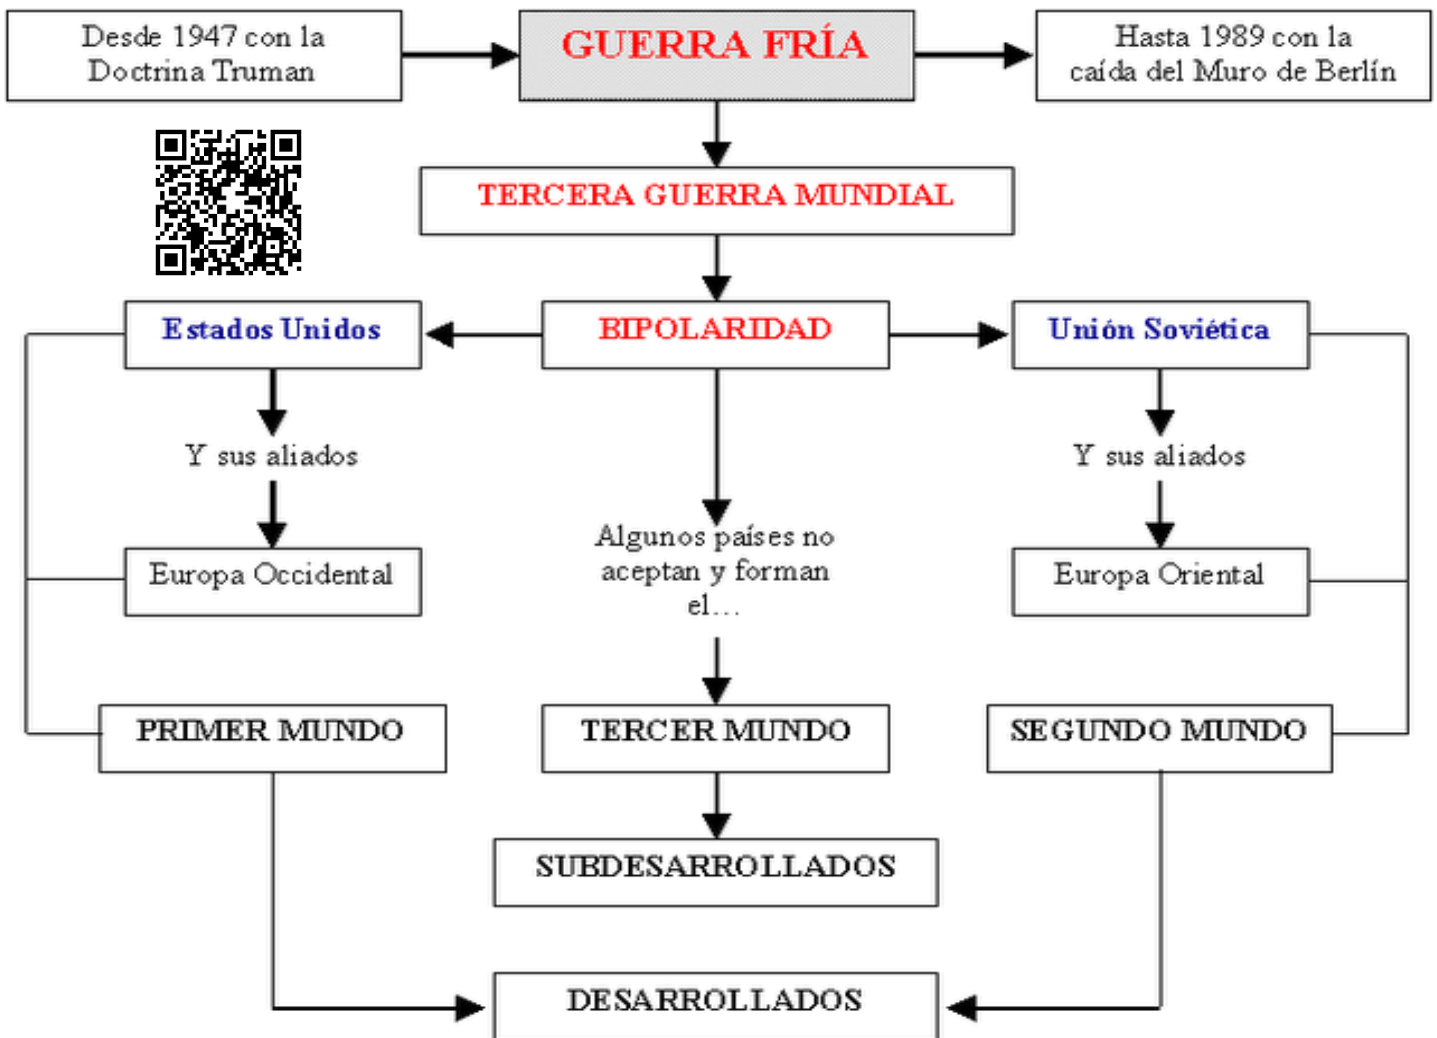 Desde 1947 con la
Doctrina Truman
GUERRA FRÍA
Hasta 1989 con la
caída del Muro de Berlín
TERCERA GUERRA MUNDIAL
Estados Unidos
BIPOLARIDAD
Unión Soviética
Y sus aliados
Y sus aliados
Algunos países no
aceptan y forman
el...
Europa Occidental
Europa Oriental
PRIMER MUNDO
TERCER MUNDO
SEGUNDO MUNDO
SUBDESARROLLADOS
DESARROLLADOS